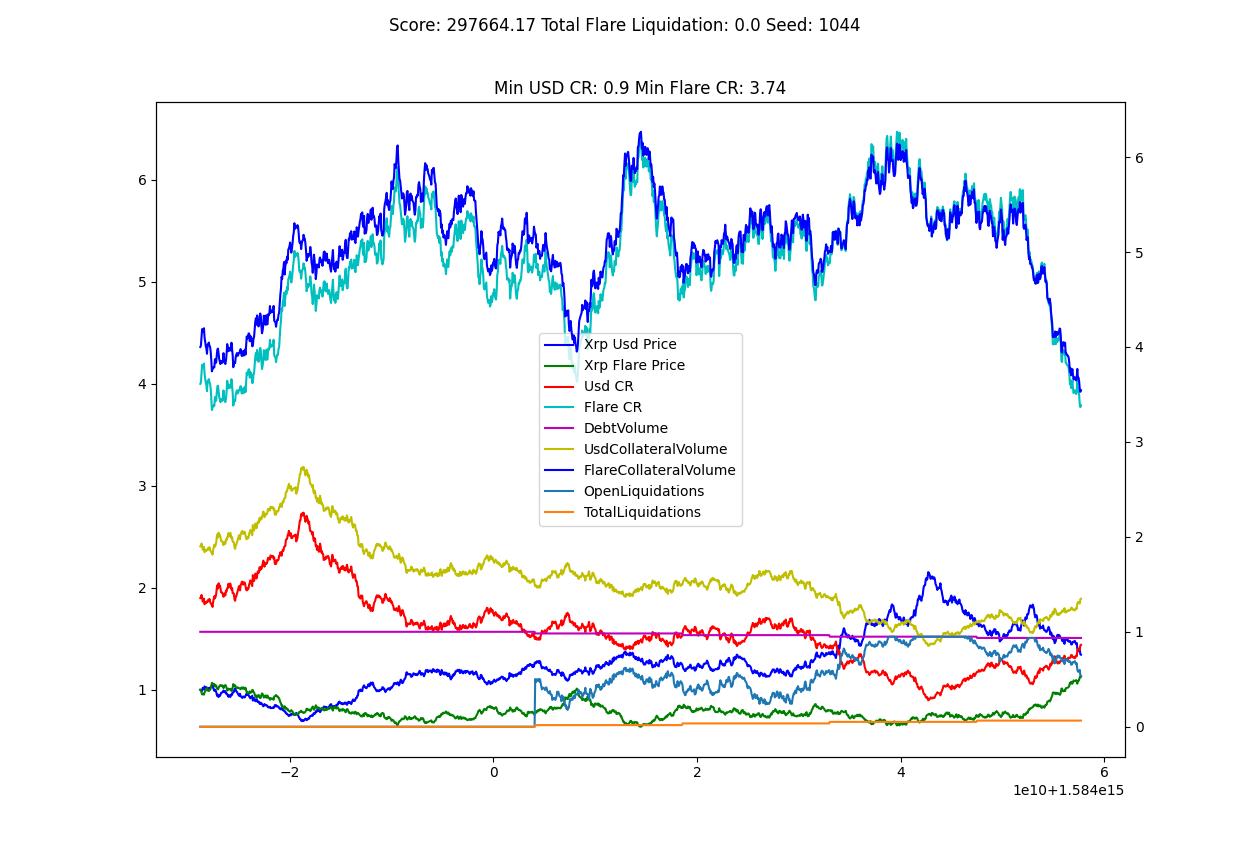 Score: 297664.17 Total Flare Liquidation: 0.0 Seed: 1044
Min USD CR: 0.9 Min Flare CR: 3.74
6
5
4
3
2
1
6
5
4
3
2
1
0
Xrp Usd Price
Xrp Flare Price
Usd CR
Flare CR
DebtVolume
UsdCollateralVolume
FlareCollateralVolume
OpenLiquidations
TotalLiquidations
−2 0 2 4 6
1e10+1.584e15